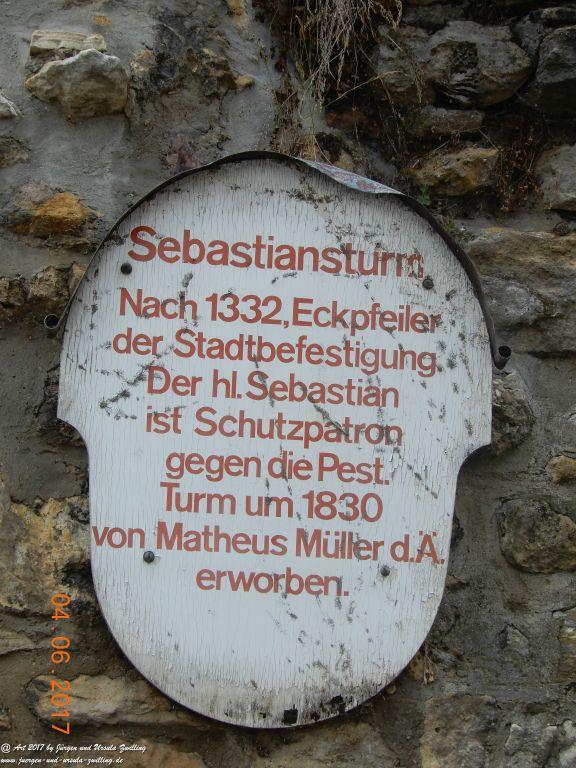 Sebastiansturm
Nach 1332, Eckpfeiler
der Stadtbefestigung
Der hl. Sebastian
ist Schutzpatron
gegen die Pest.
Turm um 1830
von Matheus Müller d.Ä.
erworben.
04.06.2017
@ Art 2017 by Jürgen und Ursula Zwilling
www.juergen-und-ursula-zwilling.de